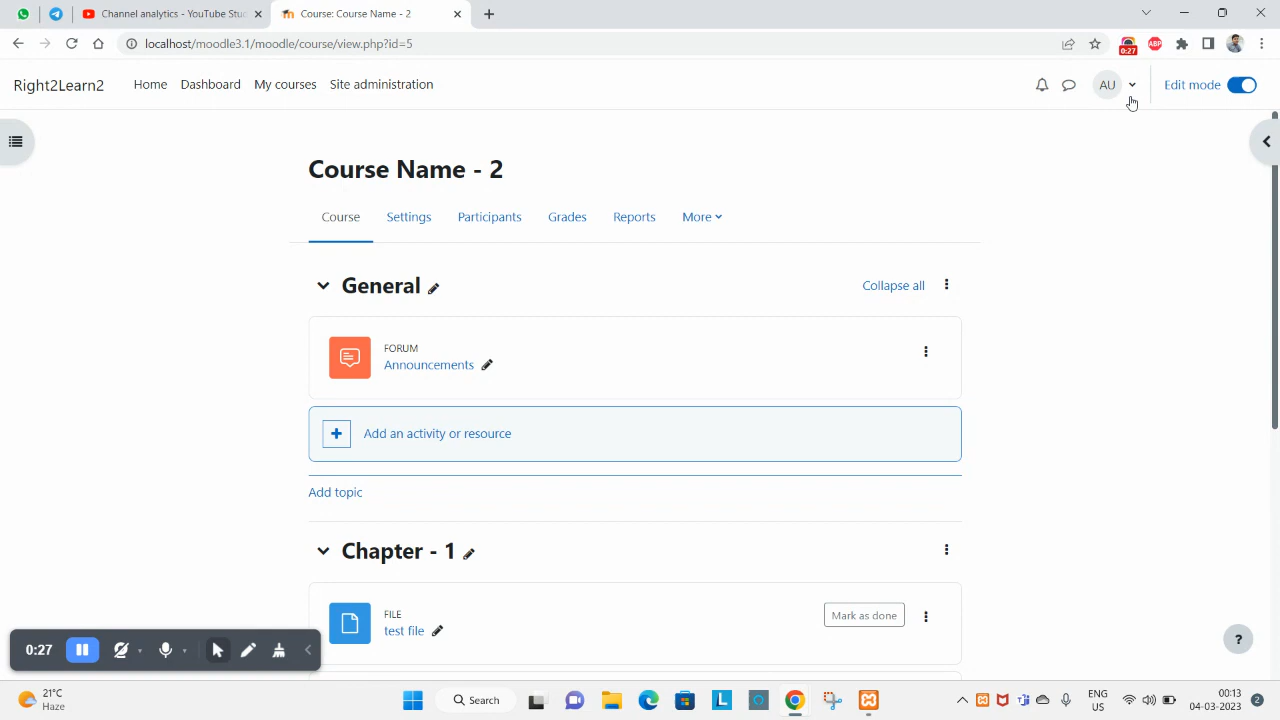 Channel analytics - YouTube Stu
Course: Course Name - 2
localhost/moodle3.1/moodle/course/view.php?id=5
0:27
ABP
Right2Learn2
Home
Dashboard
My courses
Site administration
AU
Edit mode
Course Name - 2
Course
Settings
Participants
Grades
Reports
More
General
Collapse all
FORUM
Announcements
Add an activity or resource
Add topic
Chapter - 1
FILE
test file
Mark as done
?
0:27
21°C
Haze
Search
L
ENG
US
00:13
04-03-2023
2